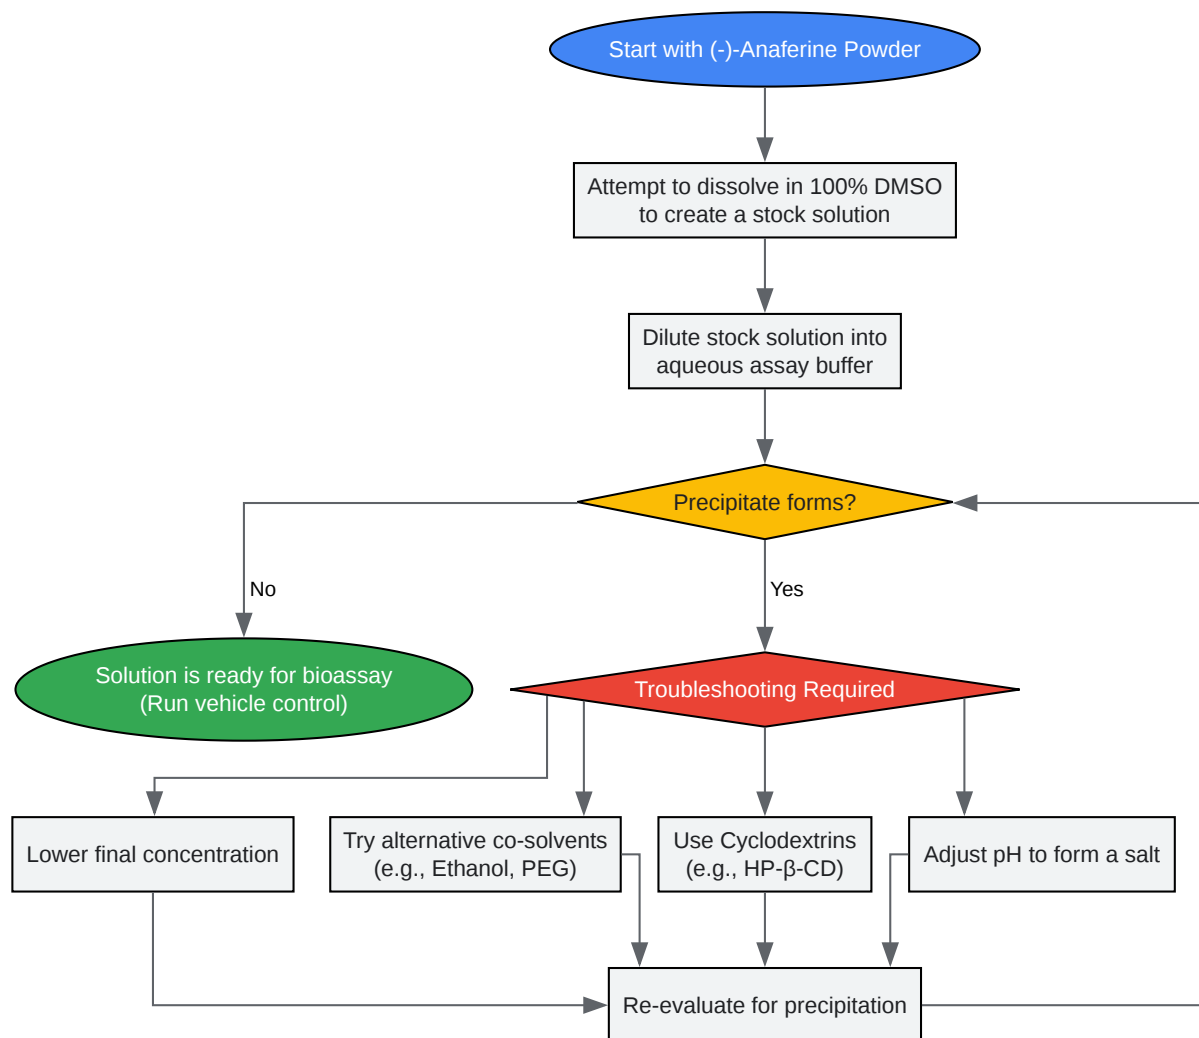 Start with (-)-Anaferine Powder
Attempt to dissolve in 100% DMSO
to create a stock solution
Dilute stock solution into
aqueous assay buffer
Precipitate forms?
No
Yes
Solution is ready for bioassay
(Run vehicle control)
Troubleshooting Required
Lower final concentration
Try alternative co-solvents
(e.g., Ethanol, PEG)
Use Cyclodextrins
(e.g., HP-β-CD)
Adjust pH to form a salt
Re-evaluate for precipitation